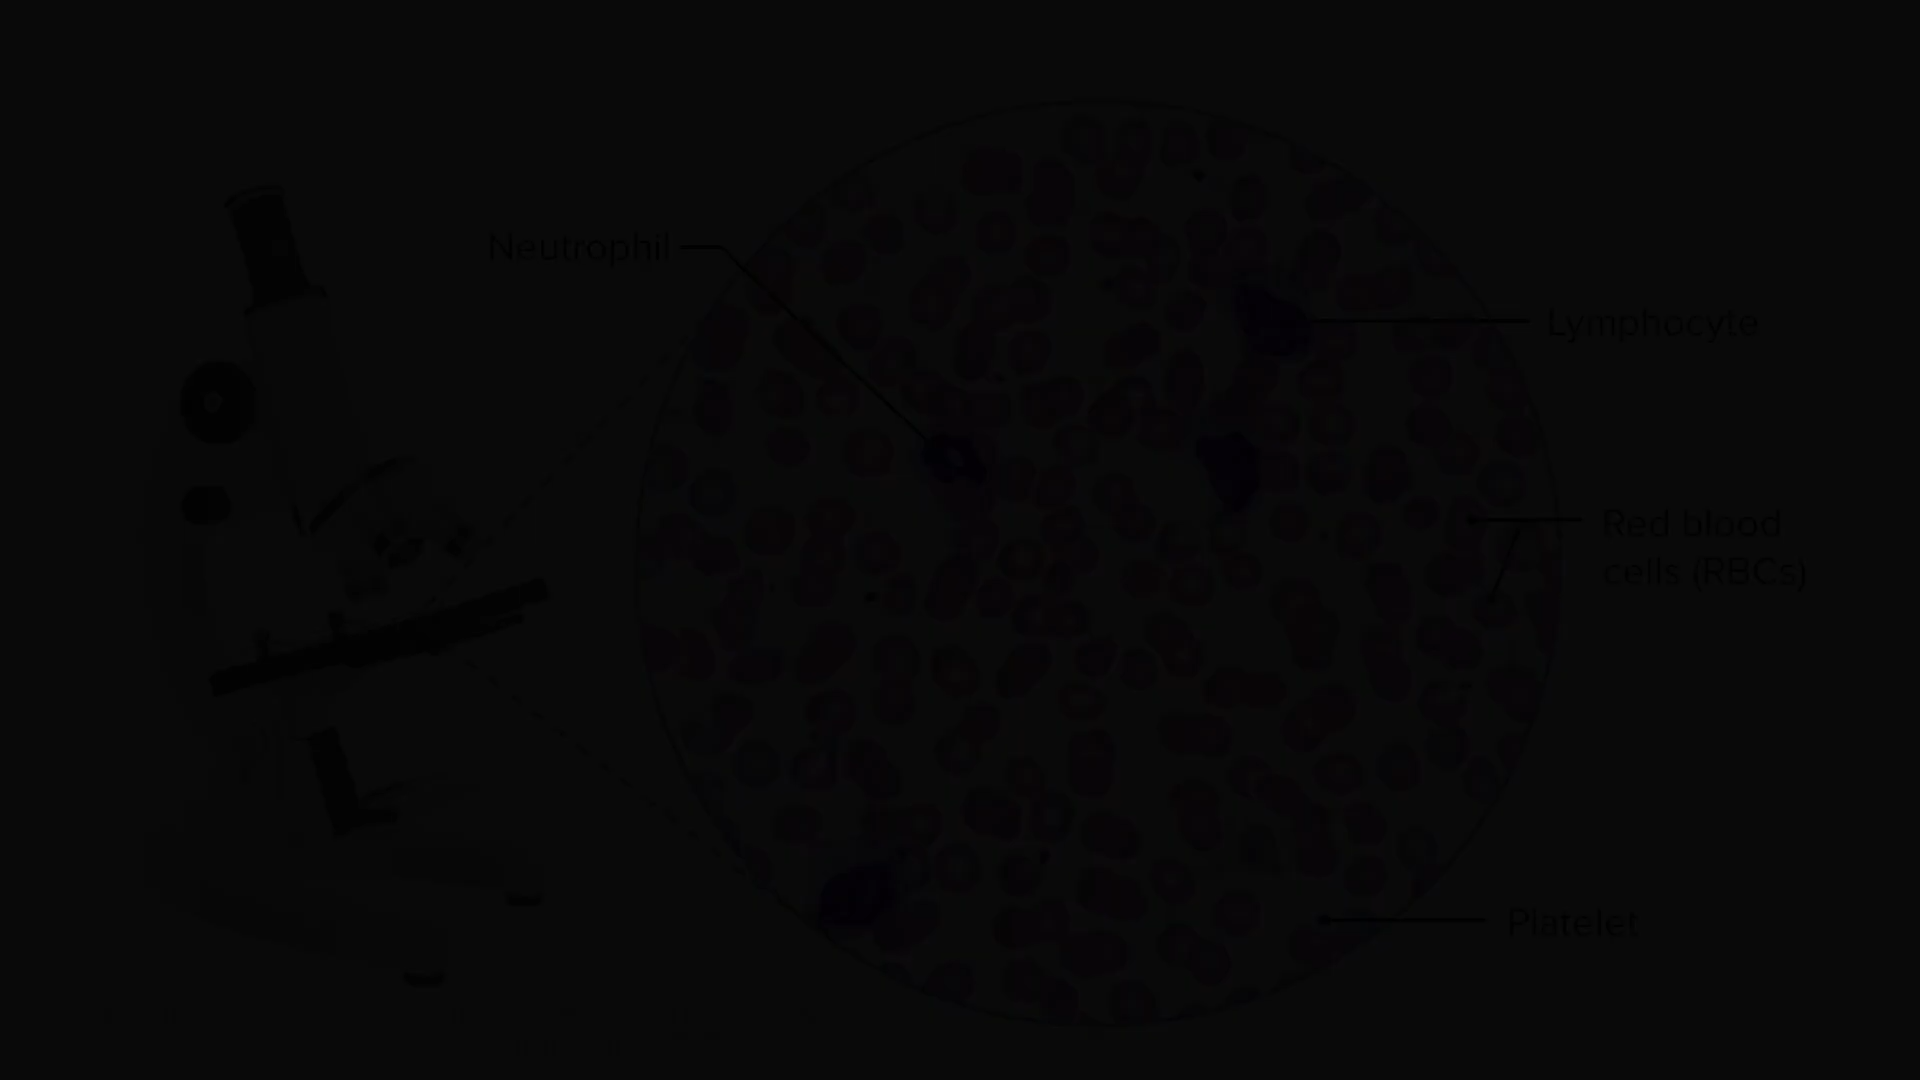 Neutrophil
Lymphocyte
Red blood
cells (RBCs)
Platelet